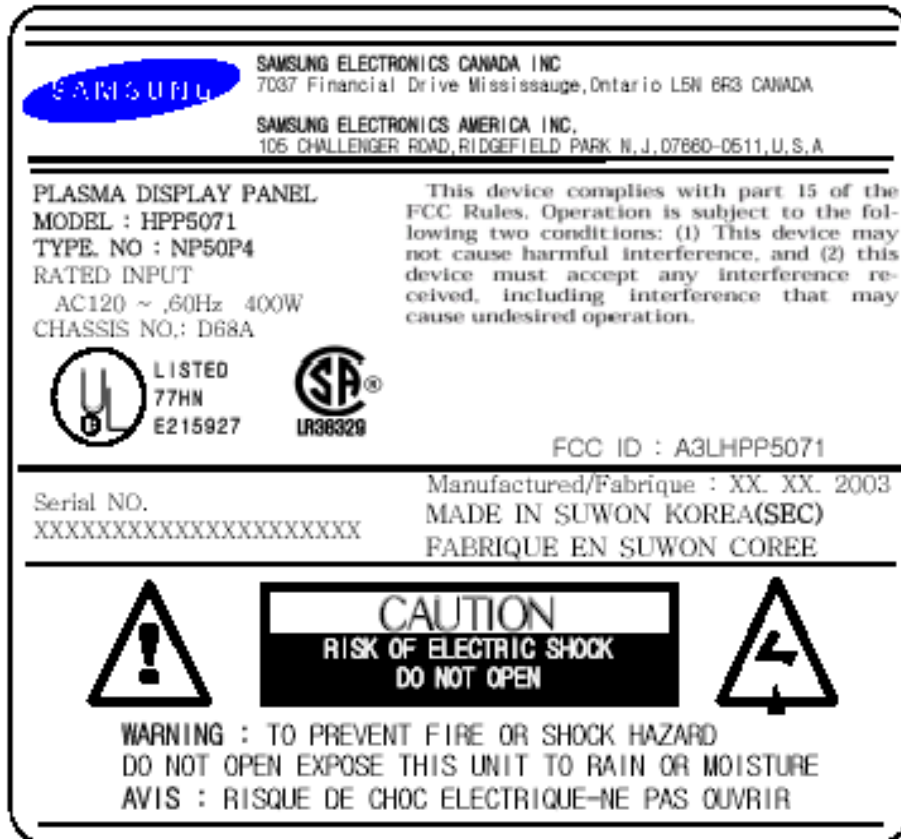 SAMSUNG
SAMSUNG ELECTRONICS CANADA INC
7037 Financial Drive Mississauge,Ontario L5N 6R3 CANADA
SAMSUNG ELECTRONICS AMERICA INC,
105 CHALLENGER ROAD,RIDGEFIELD PARK N,J,07660-0511,U,S,A
PLASMA DISPLAY PANEL
MODEL : HPP5071
TYPE. NO : NP50P4
RATED INPUT
AC120 ~ ,60Hz 400W
CHASSIS NO,: D68A
This device complies with part 15 of the
FCC Rules. Operation is subject to the fol-
lowing two conditions: (1) This device may
not cause harmful interference, and (2) this
device must accept any interference re-
ceived, including interference that may
cause undesired operation.
UL
LISTED
77HN
E215927
SA ®
LR38329
FCC ID : A3LHPP5071
Serial NO.
XXXXXXXXXXXXXXXXXXXXXX
Manufactured/Fabrique : XX. XX. 2003
MADE IN SUWON KOREA(SEC)
FABRIQUE EN SUWON COREE
CAUTION
RISK OF ELECTRIC SHOCK
DO NOT OPEN
WARNING : TO PREVENT FIRE OR SHOCK HAZARD
DO NOT OPEN EXPOSE THIS UNIT TO RAIN OR MOISTURE
AVIS : RISQUE DE CHOC ELECTRIQUE-NE PAS OUVRIR